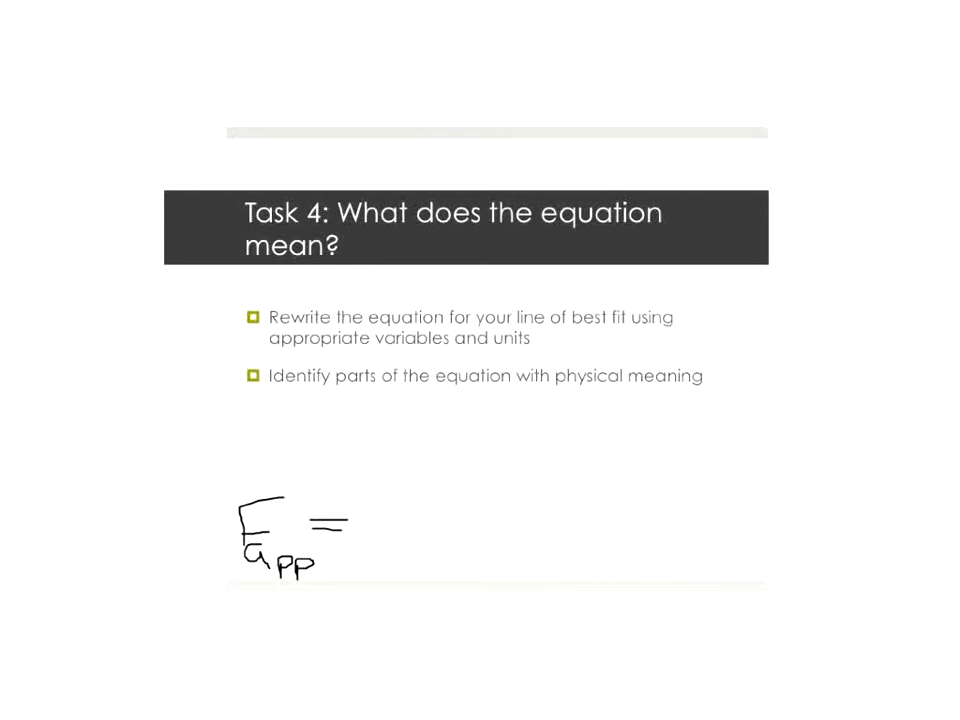 Task 4: What does the equation
mean?
Rewrite the equation for your line of best fit using
appropriate variables and units
Identify parts of the equation with physical meaning
F_app =